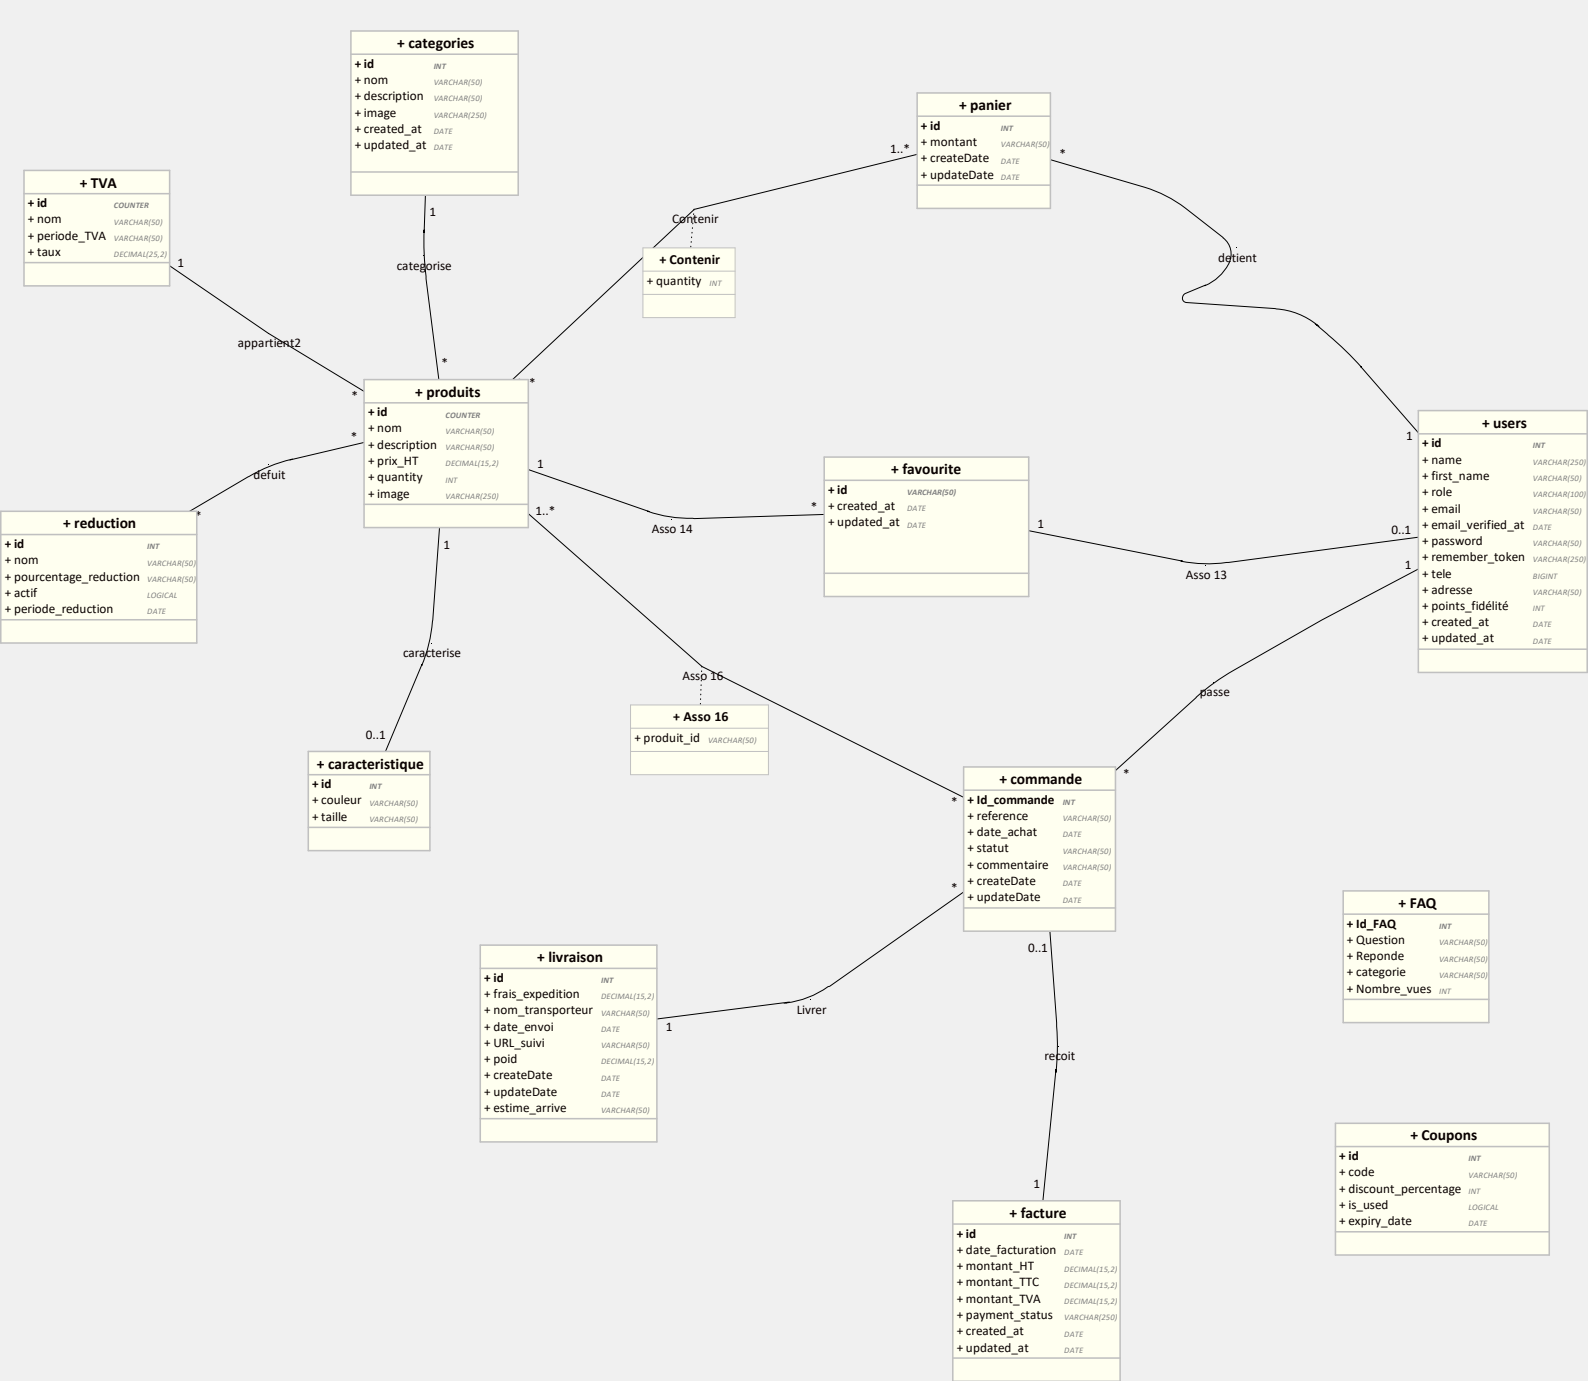 + categories
+ id INT
+ nom VARCHAR(50)
+ description VARCHAR(50)
+ image VARCHAR(250)
+ created_at DATE
+ updated_at DATE
1
categorise
*
+ panier
+ id INT
+ montant VARCHAR(50)
+ createDate DATE
+ updateDate DATE
1..*
*
Contenir
+ Contenir
+ quantity INT
*
detient
1
+ TVA
+ id COUNTER
+ nom VARCHAR(50)
+ periode_TVA VARCHAR(50)
+ taux DECIMAL(25,2)
1
appartient2
*
+ produits
+ id COUNTER
+ nom VARCHAR(50)
+ description VARCHAR(50)
+ prix_HT DECIMAL(15,2)
+ quantity INT
+ image VARCHAR(250)
*
defuit
*
+ reduction
+ id INT
+ nom VARCHAR(50)
+ pourcentage_reduction VARCHAR(50)
+ actif LOGICAL
+ periode_reduction DATE
1
Asso 14
*
+ favourite
+ id VARCHAR(50)
+ created_at DATE
+ updated_at DATE
1
Asso 13
0..1
+ users
+ id INT
+ name VARCHAR(250)
+ first_name VARCHAR(50)
+ role VARCHAR(100)
+ email VARCHAR(50)
+ email_verified_at DATE
+ password VARCHAR(50)
+ remember_token VARCHAR(250)
+ tele BIGINT
+ adresse VARCHAR(50)
+ points_fidélité INT
+ created_at DATE
+ updated_at DATE
1
passe
*
1
caracterise
0..1
+ caracteristique
+ id INT
+ couleur VARCHAR(50)
+ taille VARCHAR(50)
1..*
Asso 16
+ Asso 16
+ produit_id VARCHAR(50)
*
+ commande
+ Id_commande INT
+ reference VARCHAR(50)
+ date_achat DATE
+ statut VARCHAR(50)
+ commentaire VARCHAR(50)
+ createDate DATE
+ updateDate DATE
*
Livrer
1
+ livraison
+ id INT
+ frais_expedition DECIMAL(15,2)
+ nom_transporteur VARCHAR(50)
+ date_envoi DATE
+ URL_suivi VARCHAR(50)
+ poid DECIMAL(15,2)
+ createDate DATE
+ updateDate DATE
+ estime_arrive VARCHAR(50)
0..1
recoit
1
+ facture
+ id INT
+ date_facturation DATE
+ montant_HT DECIMAL(15,2)
+ montant_TTC DECIMAL(15,2)
+ montant_TVA DECIMAL(15,2)
+ payment_status VARCHAR(250)
+ created_at DATE
+ updated_at DATE
+ FAQ
+ Id_FAQ INT
+ Question VARCHAR(50)
+ Reponde VARCHAR(50)
+ categorie VARCHAR(50)
+ Nombre_vues INT
+ Coupons
+ id INT
+ code VARCHAR(50)
+ discount_percentage INT
+ is_used LOGICAL
+ expiry_date DATE